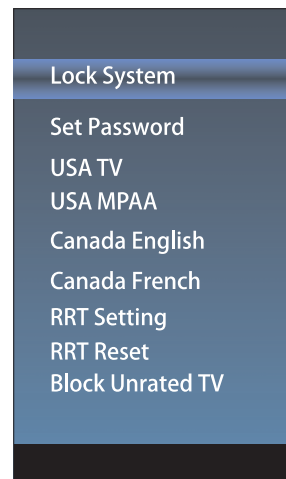 Lock System
Set Password
USA TV
USA MPAA
Canada English
Canada French
RRT Setting
RRT Reset
Block Unrated TV